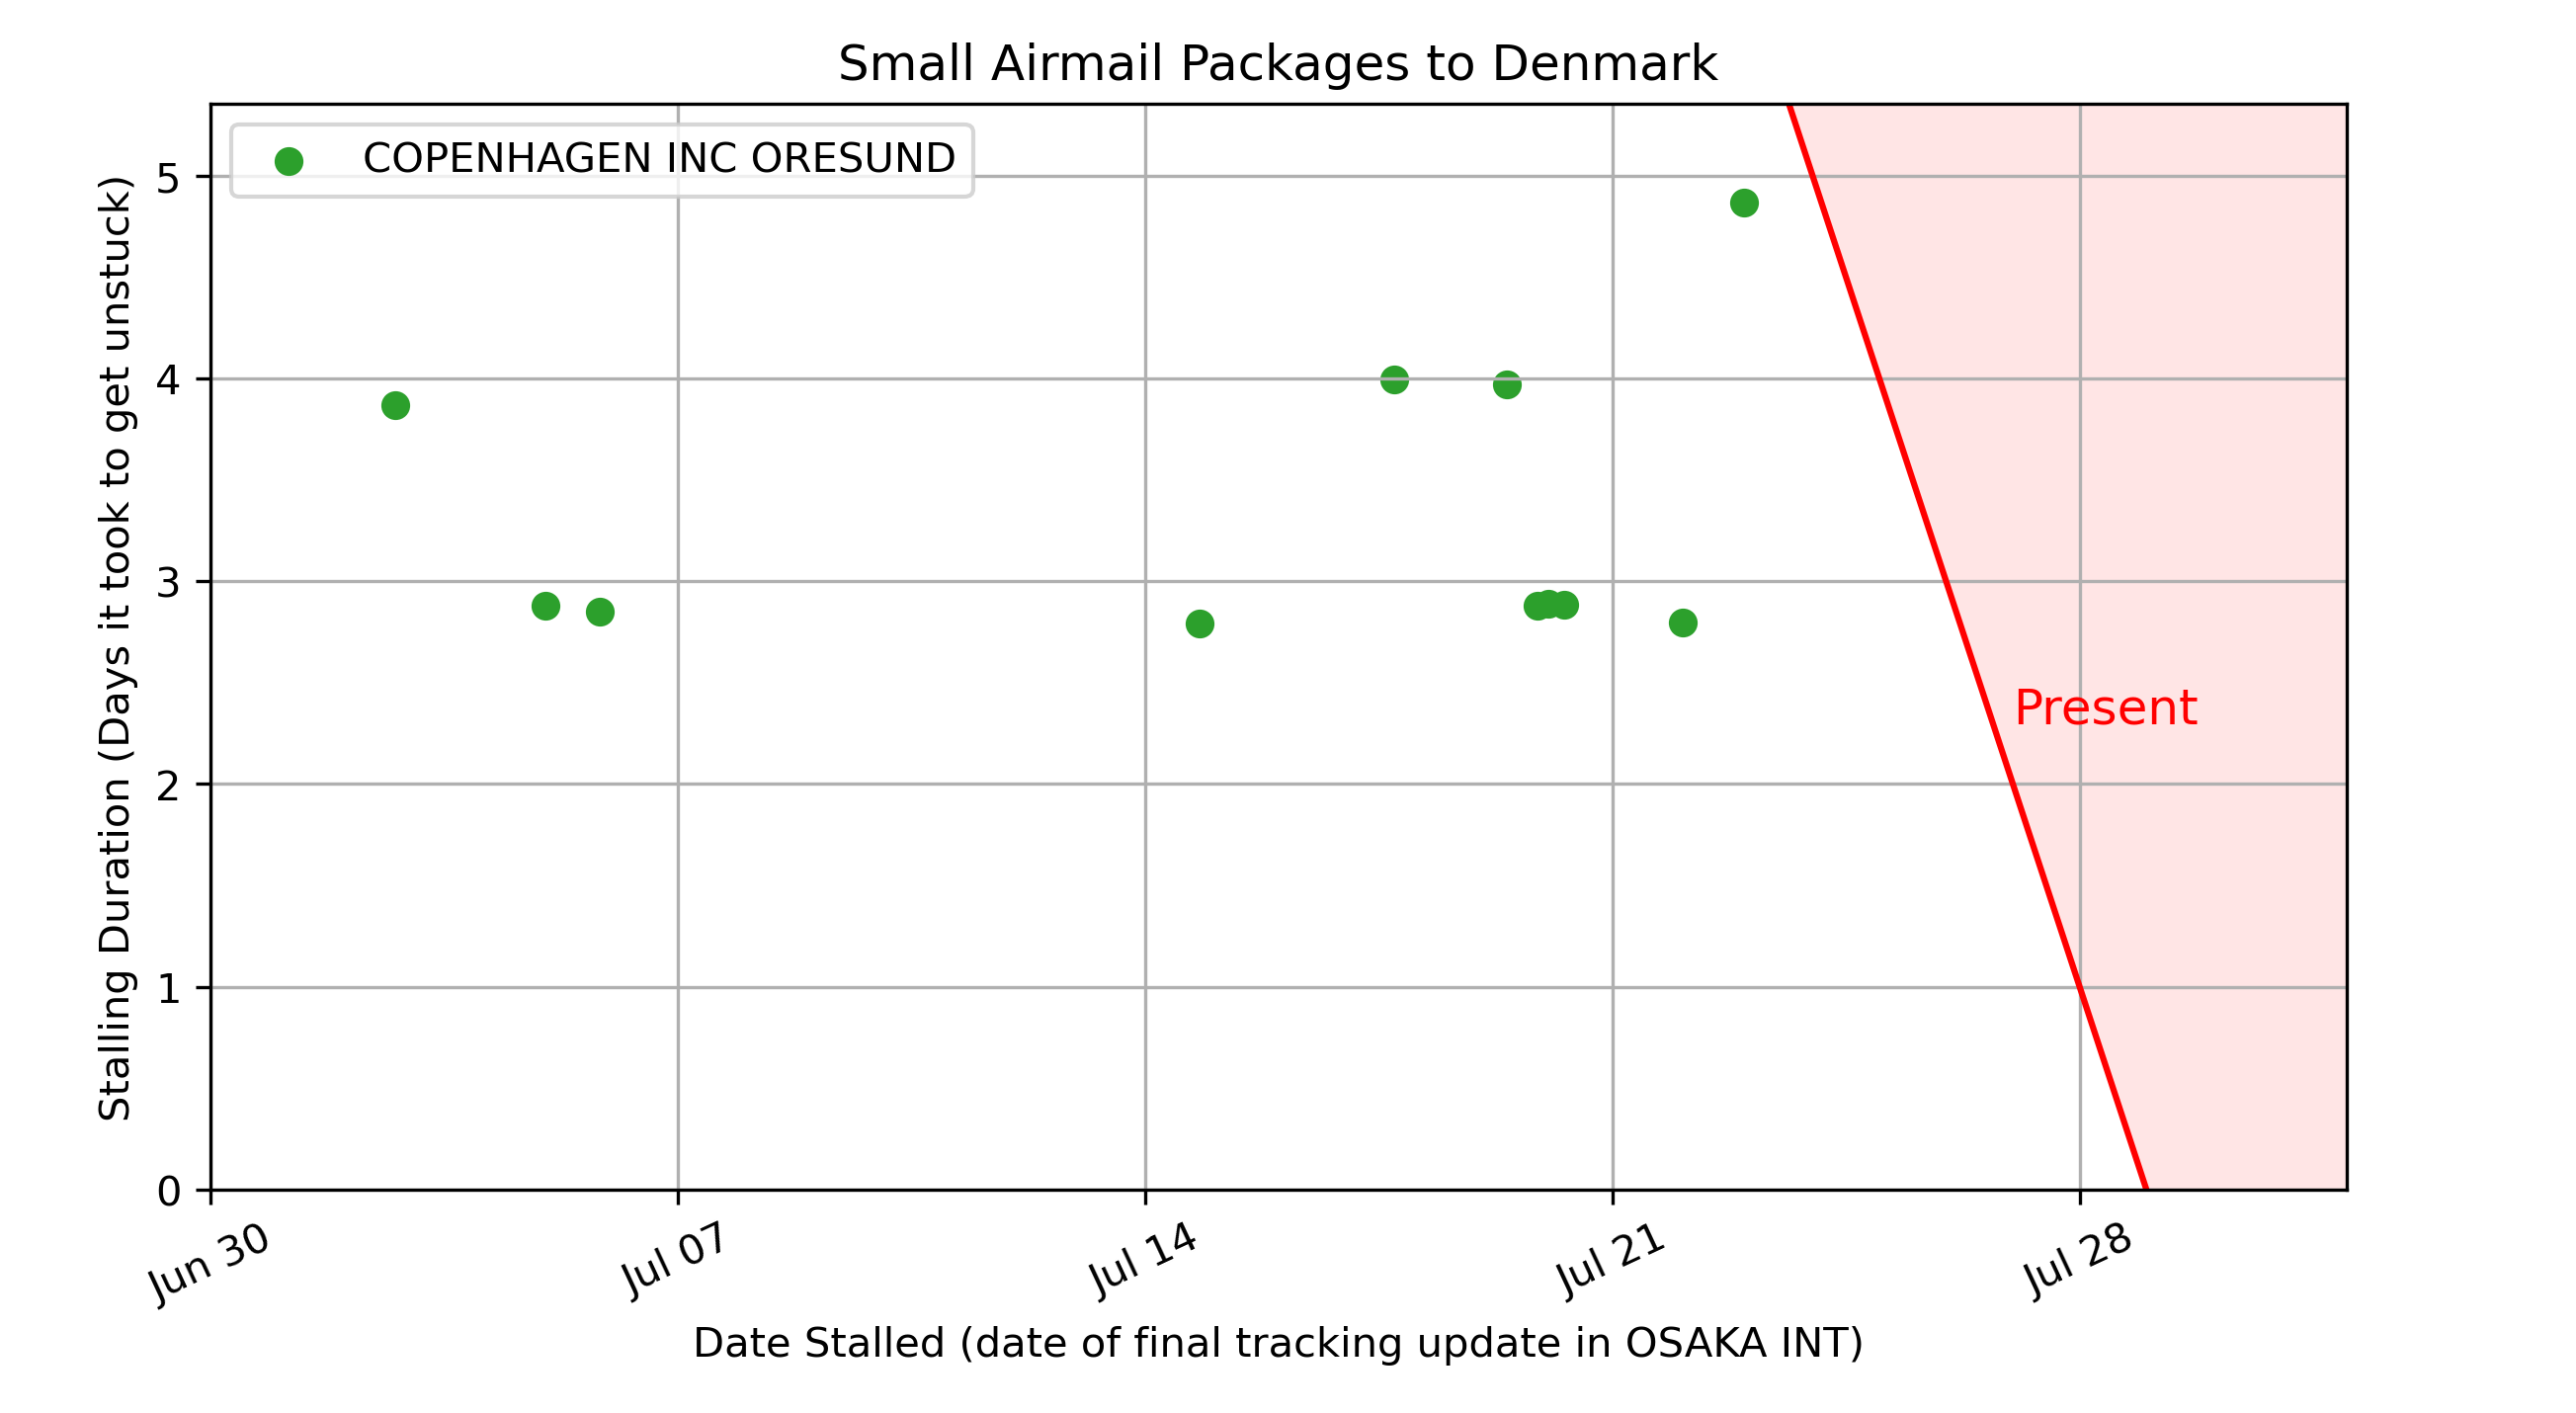 Small Airmail Packages to Denmark
COPENHAGEN INC ORESUND
Stalling Duration (Days it took to get unstuck)
5
4
3
2
1
0
Present
Jun 30
Jul 07
Jul 14
Jul 21
Jul 28
Date Stalled (date of final tracking update in OSAKA INT)